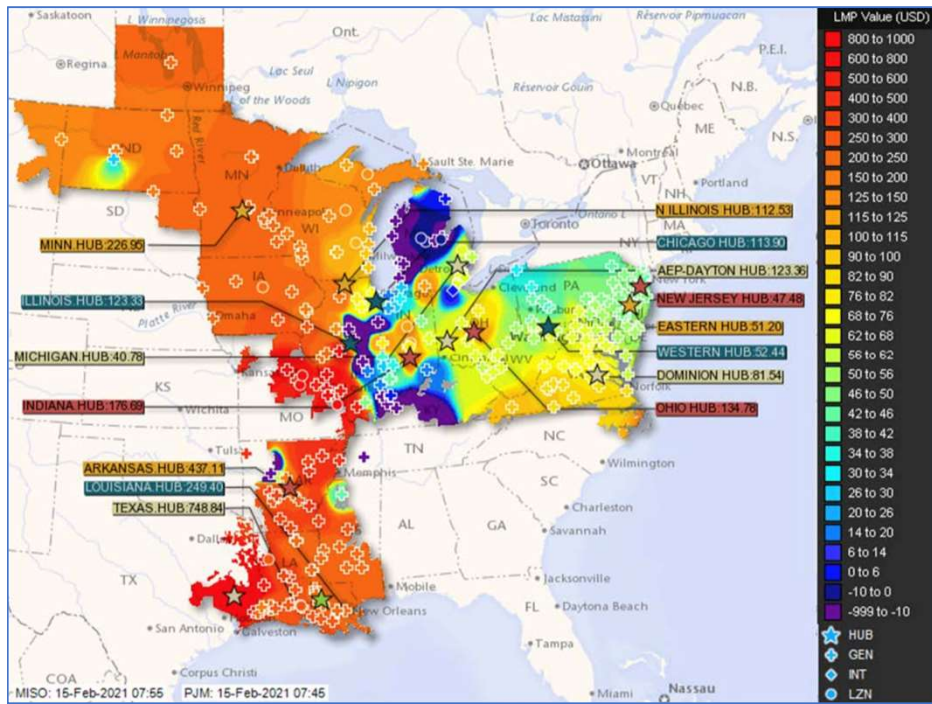 Saskatoon
L Winnipegosis
Ont.
Lac Matassini
Réservoir Pipmuacan
LMP Value (USD)
L Manitoba
Regina
Winnipeg
L of the Woods
Lac Seul
L Nipigon
Réservoir Gouin
Québec
P.E.I.
N.B.
N.S.
ME
ND
Red River
MN
Duluth
Sault Ste. Marie
Ottawa
Montreal
VT
NH
Portland
SD
WI
Toronto
Ontario L
NY
MA
N ILLINOIS HUB:112.53
CHICAGO HUB:113.90
MINN.HUB:226.95
AEP-DAYTON HUB:123.36
IA
Detroit
Cleveland
PA
New York
NEW JERSEY HUB:47.48
ILLINOIS HUB:123.33
Platte River
Omaha
EASTERN HUB:51.20
WESTERN HUB:52.44
MICHIGAN.HUB:40.78
WV
DOMINION HUB:81.54
KS
Wichita
MO
Norfolk
INDIANA HUB:176.69
OHIO HUB:134.78
TN
NC
Wilmington
Memphis
ARKANSAS.HUB:437.11
LOUISIANA.HUB:249.40
TEXAS.HUB:748.84
SC
Charleston
AL
GA
Savannah
LA
TX
Mobile
New Orleans
Jacksonville
FL
Daytona Beach
San Antonio
Galveston
Tampa
COA
Corpus Christi
Miami
Nassau
MISO: 15-Feb-2021 07:55 PJM: 15-Feb-2021 07:45
800 to 1000
600 to 800
500 to 600
400 to 500
300 to 400
250 to 300
200 to 250
150 to 200
125 to 150
115 to 125
100 to 115
90 to 100
82 to 90
76 to 82
68 to 76
62 to 68
56 to 62
50 to 56
46 to 50
42 to 46
38 to 42
34 to 38
30 to 34
26 to 30
20 to 26
14 to 20
6 to 14
0 to 6
-10 to 0
-999 to -10
HUB
GEN
INT
LZN